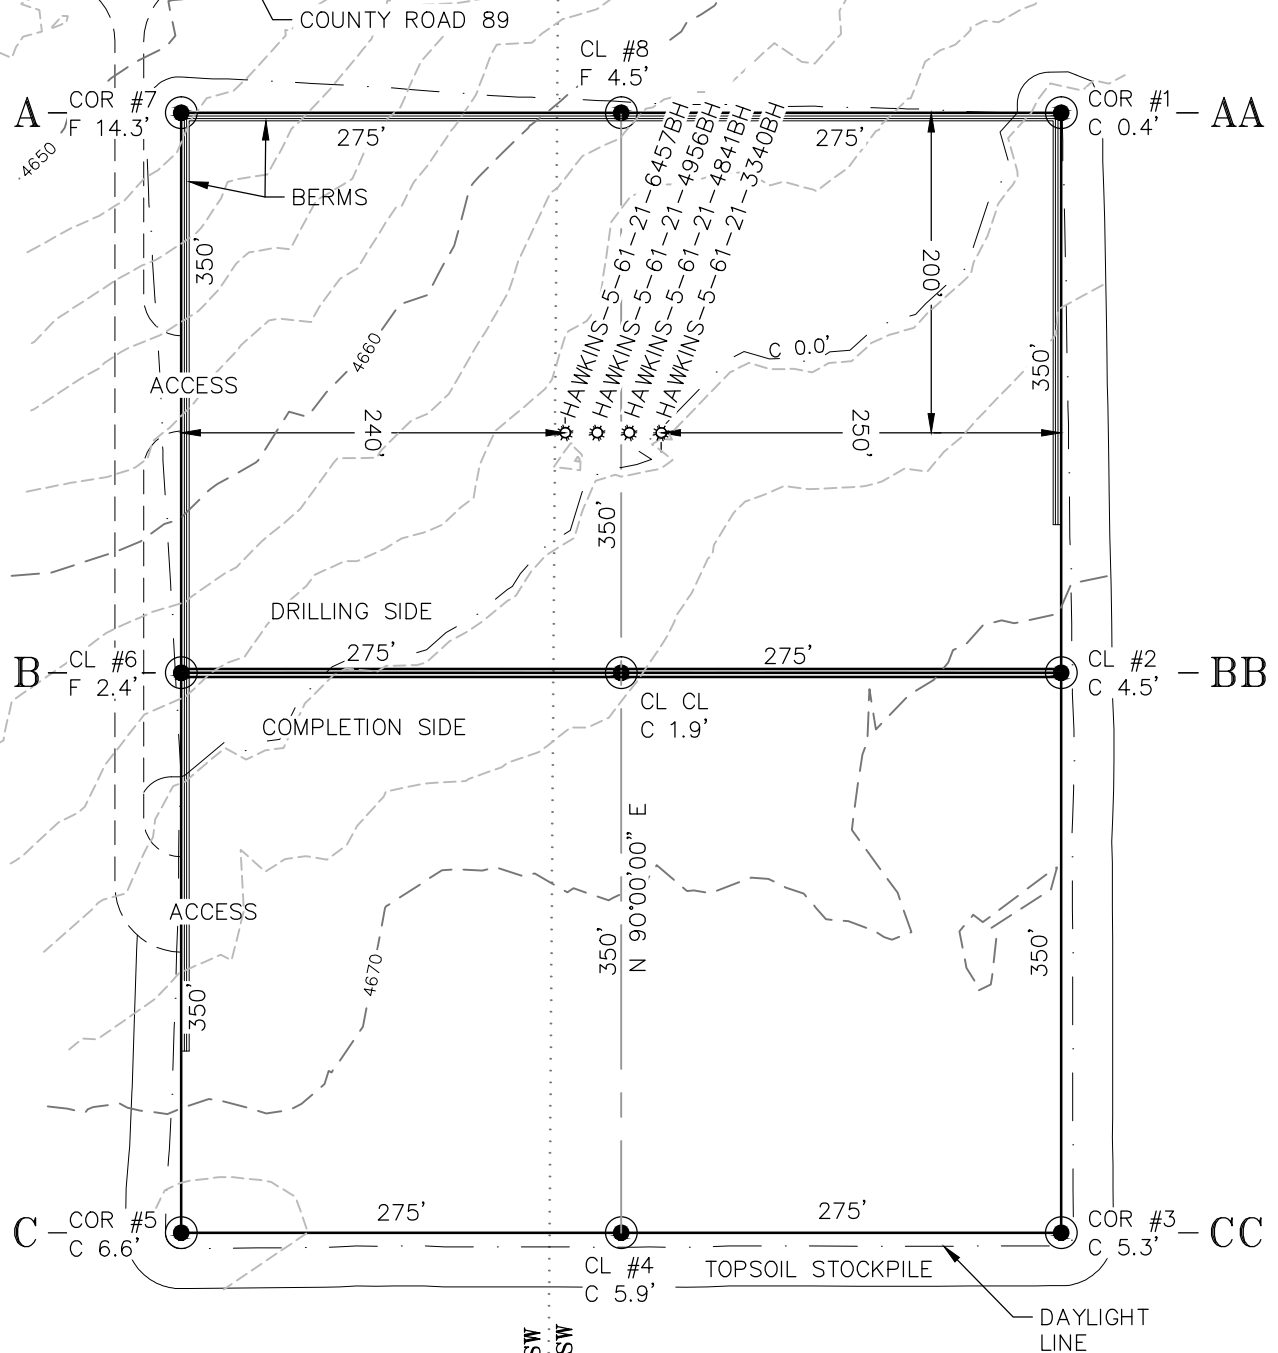 COUNTY ROAD 89
CL #8
F 4.5'
A
COR #7
F 14.3'
COR #1
C 0.4'
AA
4650
275'
275'
BERMS
HAWKINS-5-61-21-6457BH
HAWKINS-5-61-21-4956BH
HAWKINS-5-61-21-4841BH
HAWKINS-5-61-21-3340BH
350'
200'
4660
C 0.0'
350'
ACCESS
240'
250'
350'
DRILLING SIDE
275'
275'
B
CL #6
F 2.4'
CL #2
C 4.5'
BB
CL CL
C 1.9'
COMPLETION SIDE
N 90°00'00" E
ACCESS
350'
350'
4670
350'
275'
275'
C
COR #5
C 6.6'
COR #3
C 5.3'
CC
CL #4
C 5.9'
TOPSOIL STOCKPILE
DAYLIGHT
LINE
SW
SW